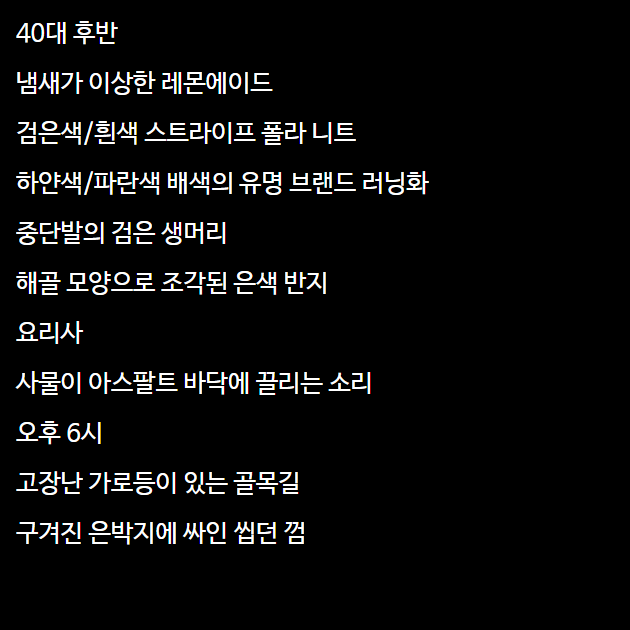 40대 후반
냄새가 이상한 레몬에이드
검은색/흰색 스트라이프 폴라 니트
하얀색/파란색 배색의 유명 브랜드 러닝화
중단발의 검은 생머리
해골 모양으로 조각된 은색 반지
요리사
사물이 아스팔트 바닥에 끌리는 소리
오후 6시
고장난 가로등이 있는 골목길
구겨진 은박지에 싸인 씹던 껌